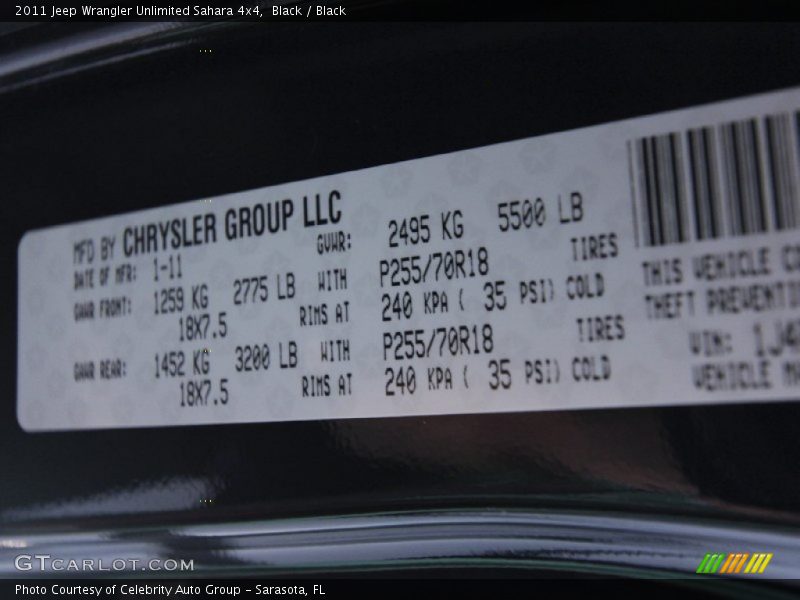 2011 Jeep Wrangler Unlimited Sahara 4x4, Black / Black
MFD BY CHRYSLER GROUP LLC
DATE OF MFR: 1-11 GVWR: 2495 KG 5500 LB
GAWR FRONT: 1259 KG 2775 LB WITH P255/70R18 TIRES
18X7.5 RIMS AT 240 KPA ( 35 PSI) COLD
GAWR REAR: 1452 KG 3200 LB WITH P255/70R18 TIRES
18X7.5 RIMS AT 240 KPA ( 35 PSI) COLD
THIS VEHICLE CO
THEFT PREVENTI
VIN: 1J4
VEHICLE
GTCARLOT.COM
Photo Courtesy of Celebrity Auto Group - Sarasota, FL